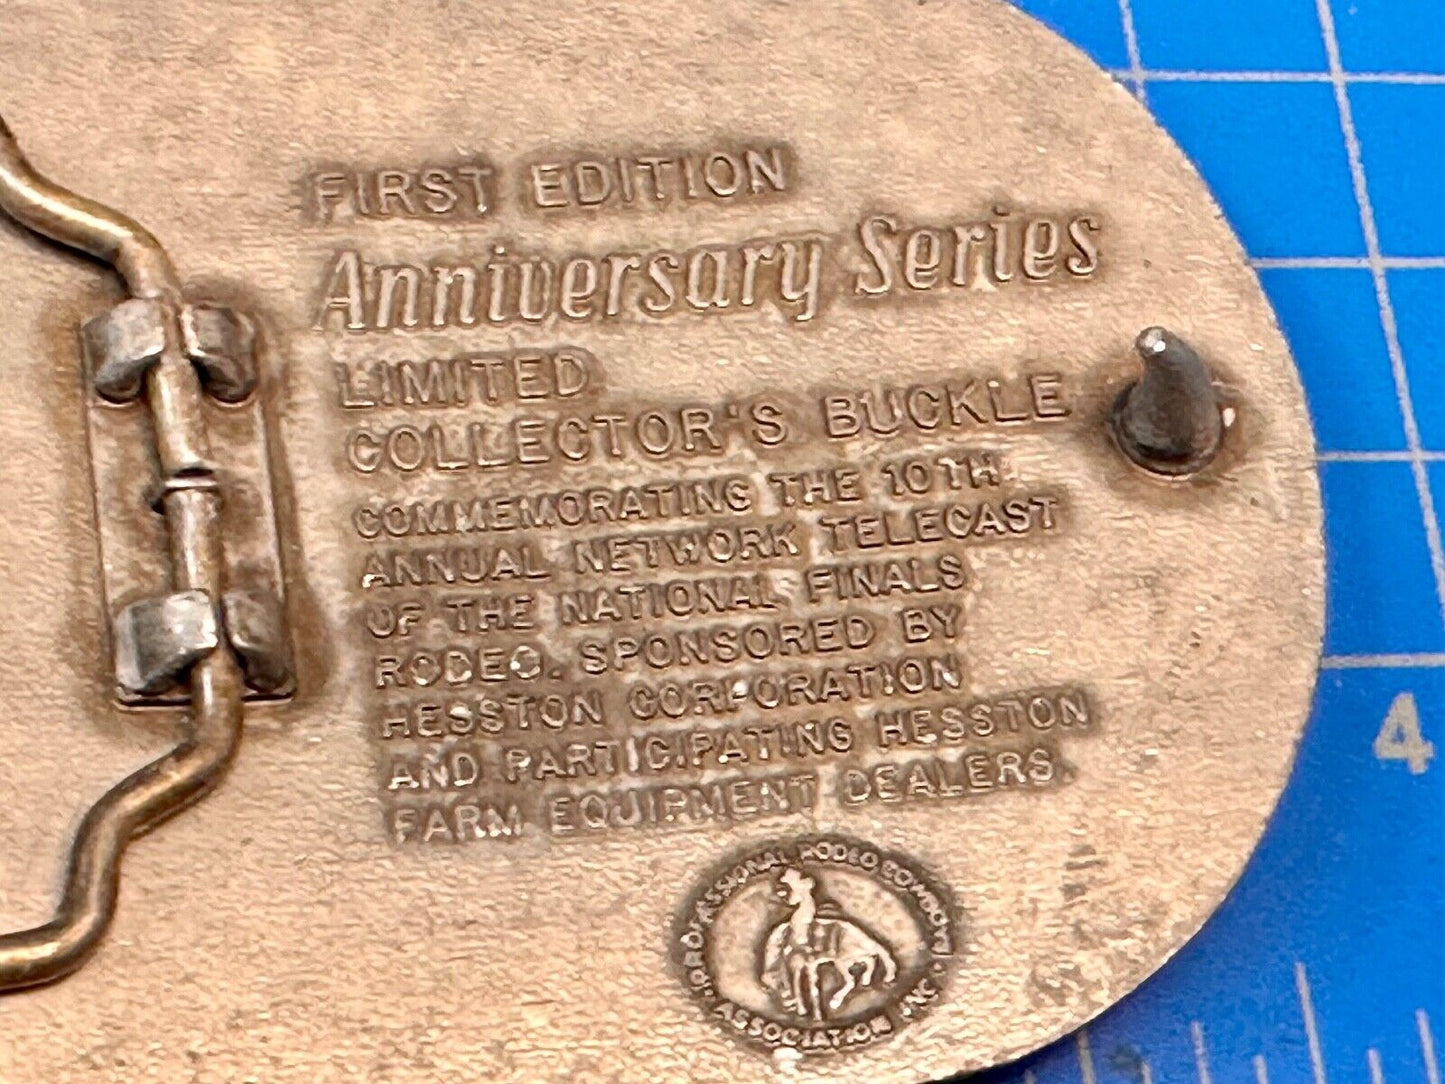 FIRST EDITION
Anniversary Series
LIMITED
COLLECTOR'S BUCKLE
COMMEMORATING THE 10TH
ANNUAL NETWORK TELECAST
OF THE NATIONAL FINALS
RODEO. SPONSORED BY
HESSTON CORPORATION
AND PARTICIPATING HESSTON
FARM EQUIPMENT DEALERS.
PROFESSIONAL RODEO COWBOYS
ASSOCIATION, INC.
4